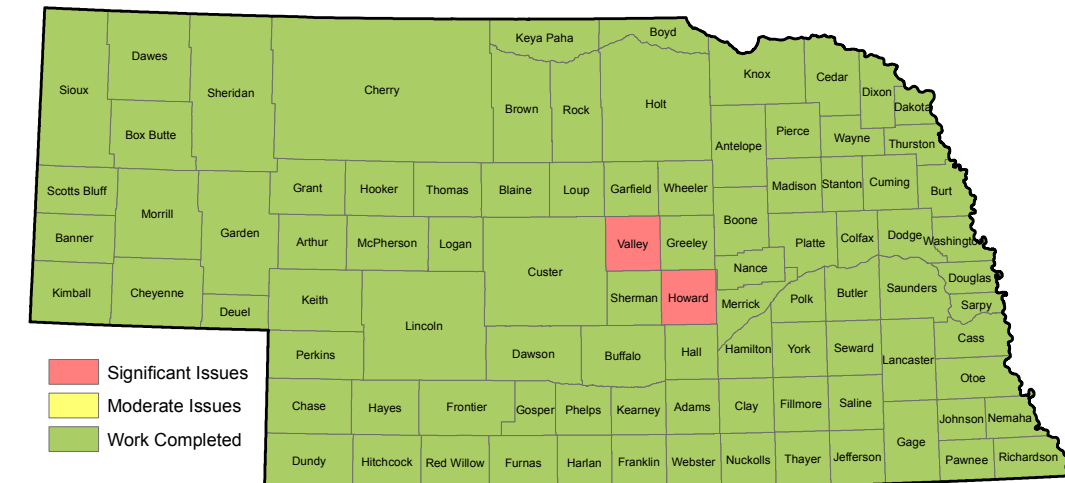 Keya Paha
Boyd
Dawes
Knox
Cedar
Sioux
Sheridan
Cherry
Dixon
Brown
Rock
Holt
Dakota
Box Butte
Pierce
Wayne
Antelope
Thurston
Scotts Bluff
Grant
Hooker
Thomas
Blaine
Loup
Garfield
Wheeler
Madison
Stanton
Cuming
Burt
Morrill
Boone
Banner
Garden
Arthur
McPherson
Logan
Valley
Greeley
Platte
Colfax
Dodge
Washington
Custer
Nance
Douglas
Kimball
Cheyenne
Keith
Sherman
Howard
Merrick
Polk
Butler
Saunders
Sarpy
Deuel
Lincoln
Cass
Perkins
Dawson
Buffalo
Hall
Hamilton
York
Seward
Lancaster
Otoe
Significant Issues
Moderate Issues
Work Completed
Chase
Hayes
Frontier
Gosper
Phelps
Kearney
Adams
Clay
Fillmore
Saline
Johnson
Nemaha
Gage
Dundy
Hitchcock
Red Willow
Furnas
Harlan
Franklin
Webster
Nuckolls
Thayer
Jefferson
Pawnee
Richardson